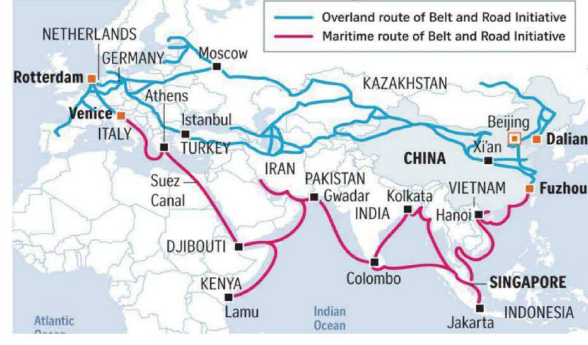 Overland route of Belt and Road Initiative
Maritime route of Belt and Road Initiative
NETHERLANDS
GERMANY
Moscow
Rotterdam
KAZAKHSTAN
Venice
Athens
Beijing
ITALY
Istanbul
TURKEY
Xi'an
Dalian
CHINA
IRAN
PAKISTAN
Suez
Canal
Gwadar
Kolkata
VIETNAM
Fuzhou
INDIA
Hanoi
DJIBOUTI
KENYA
Colombo
SINGAPORE
Lamu
Indian
Ocean
INDONESIA
Jakarta
Atlantic